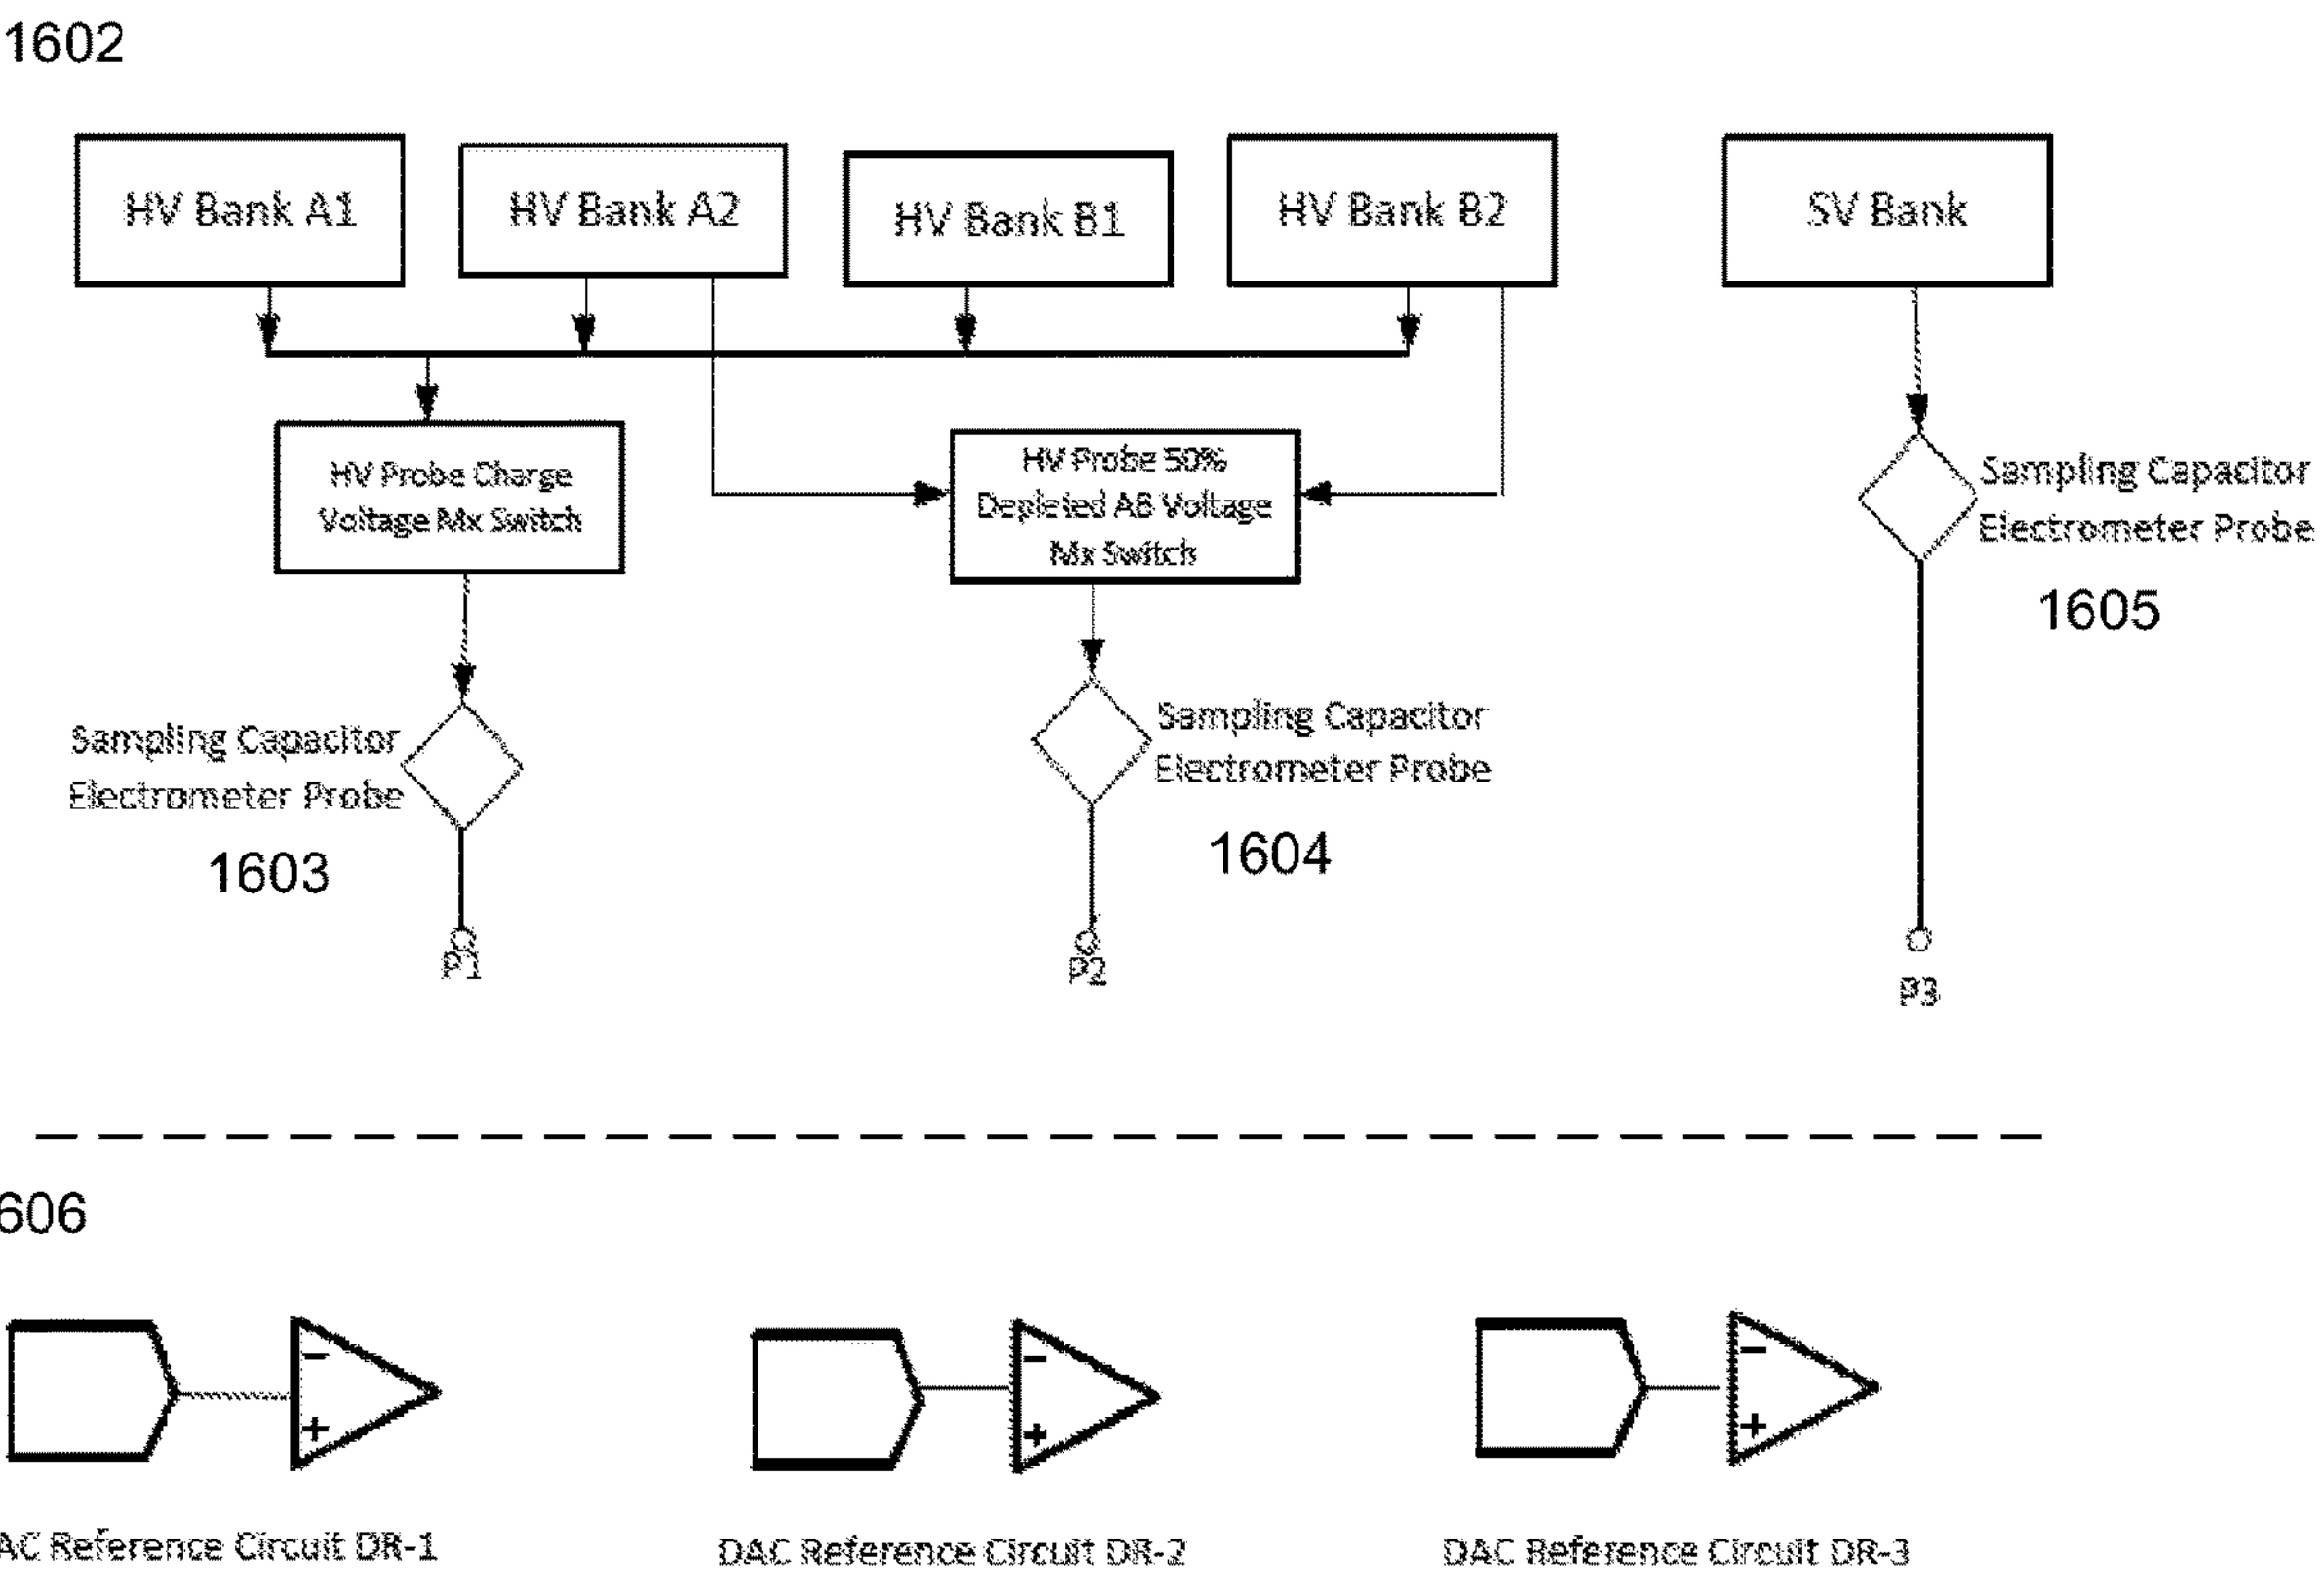 1602
HV Bank A1
HV Bank A2
HV Bank B1
HV Bank B2
SV Bank
HV Probe Charge
Voltage Mx Switch
HV Probe 50%
Depleted AB Voltage
Mx Switch
Sampling Capacitor
Electrometer Probe
1605
Sampling Capacitor
Electrometer Probe
1603
Sampling Capacitor
Electrometer Probe
1604
P1
P2
P3
606
−
+
−
+
−
+
AC Reference Circuit DR-1
DAC Reference Circuit DR-2
DAC Reference Circuit DR-3